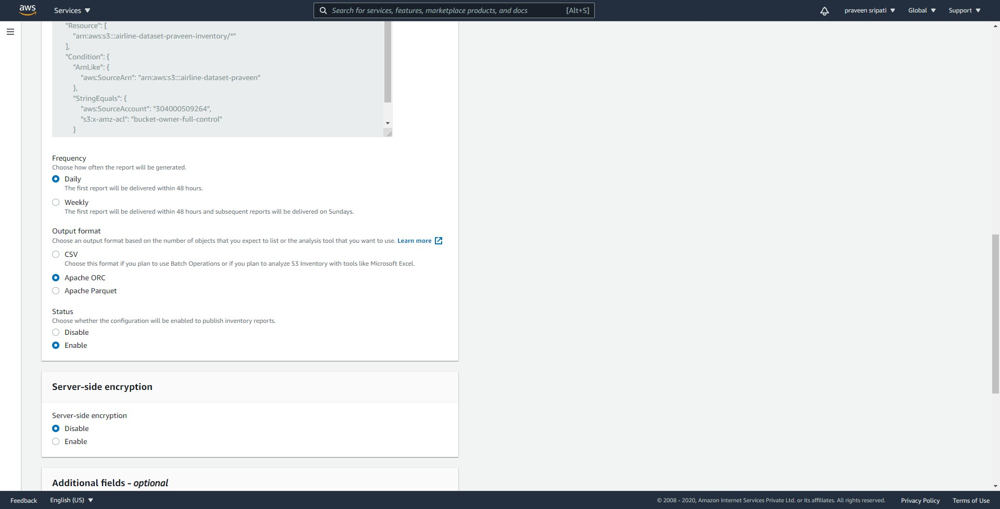 aws
Services
Search for services, features, marketplace products, and docs
[Alt+S]
praveen sripati
Global
Support
"Resource": [
"arn:aws:s3:::airline-dataset-praveen-inventory/*"
],
"Condition": {
"ArnLike": {
"aws:SourceArn": "arn:aws:s3:::airline-dataset-praveen"
},
"StringEquals": {
"aws:SourceAccount": "304000509264",
"s3:x-amz-acl": "bucket-owner-full-control"
}
Frequency
Choose how often the report will be generated.
Daily
The first report will be delivered within 48 hours.
Weekly
The first report will be delivered within 48 hours and subsequent reports will be delivered on Sundays.
Output format
Choose an output format based on the number of objects that you expect to list or the analysis tool that you want to use. Learn more
CSV
Choose this format if you plan to use Batch Operations or if you plan to analyze S3 Inventory with tools like Microsoft Excel.
Apache ORC
Apache Parquet
Status
Choose whether the configuration will be enabled to publish inventory reports.
Disable
Enable
Server-side encryption
Server-side encryption
Disable
Enable
Additional fields - optional
Feedback
English (US)
© 2008 - 2020, Amazon Internet Services Private Ltd. or its affiliates. All rights reserved.
Privacy Policy
Terms of Use